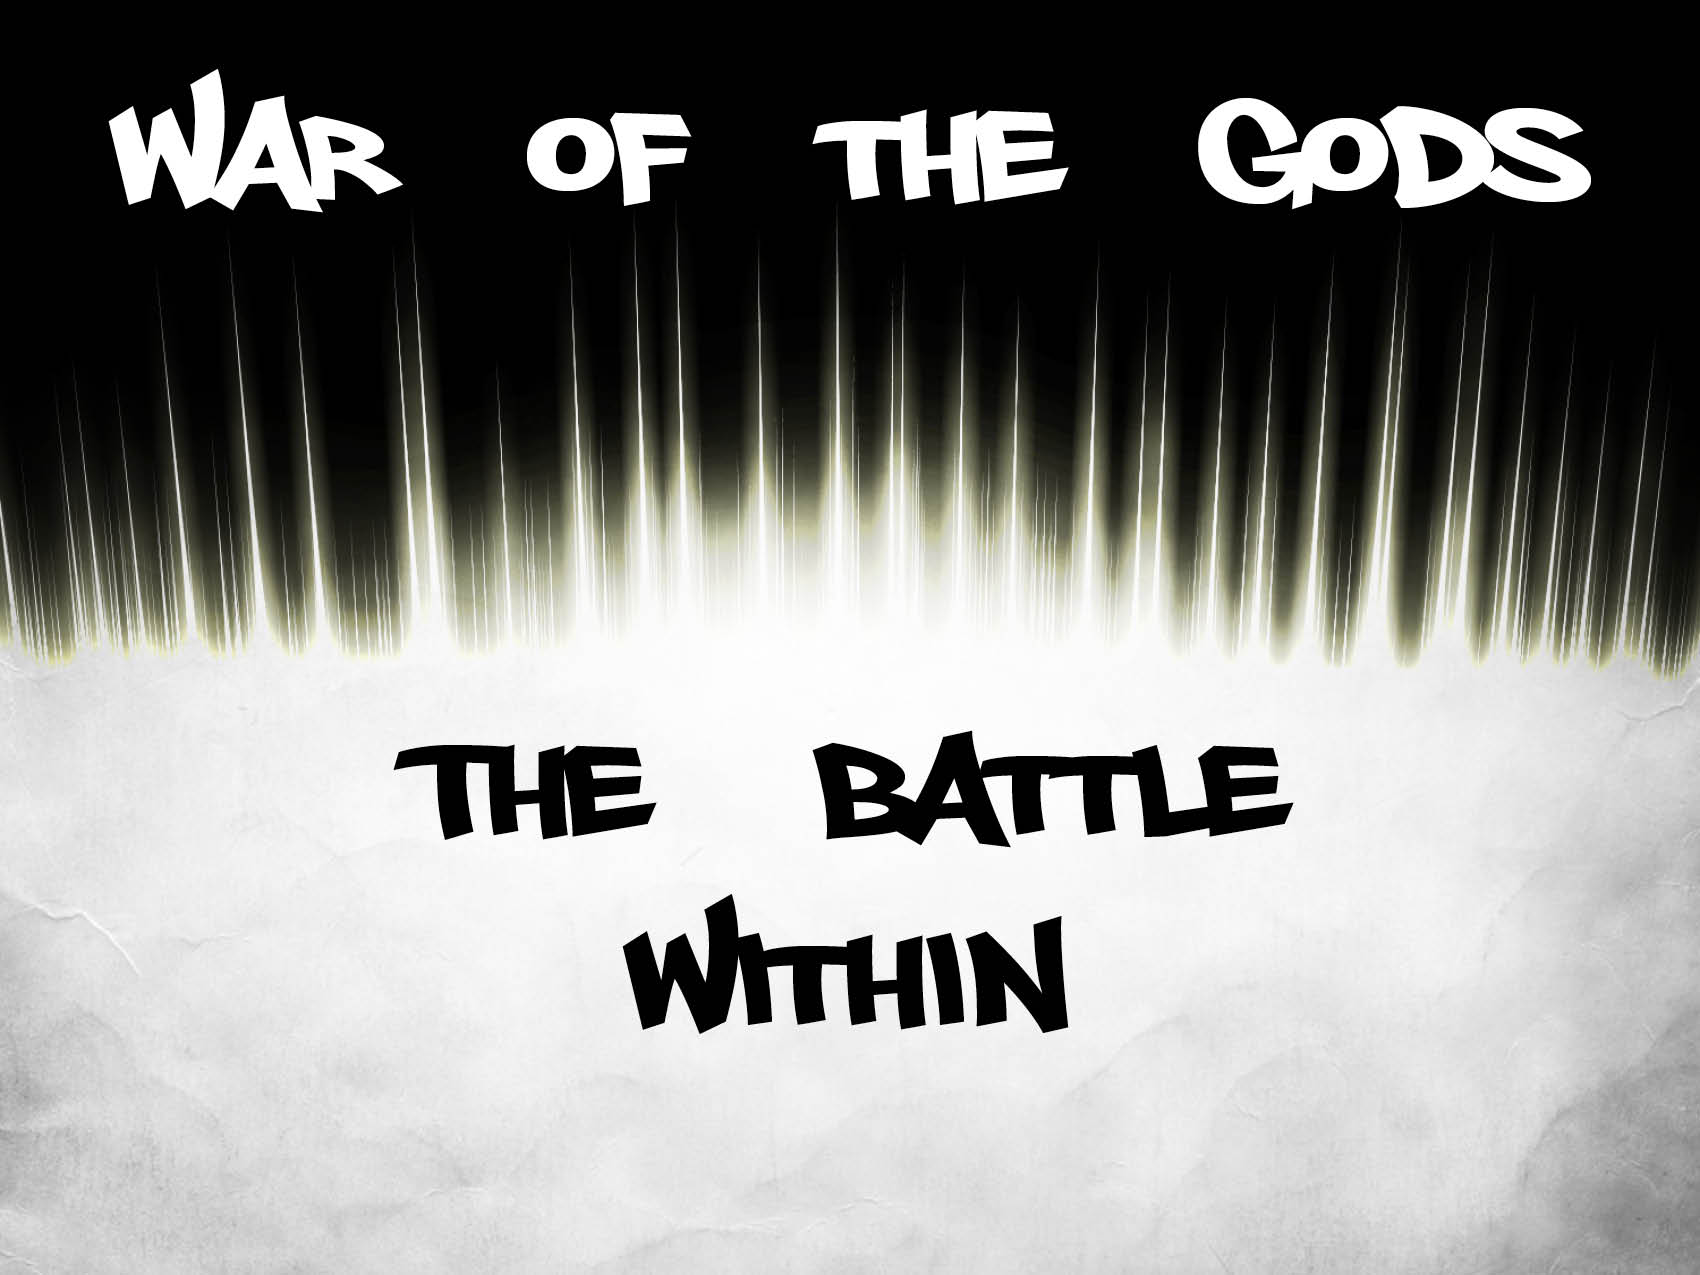 WAR OF THE GODS
THE BATTLE
WITHIN